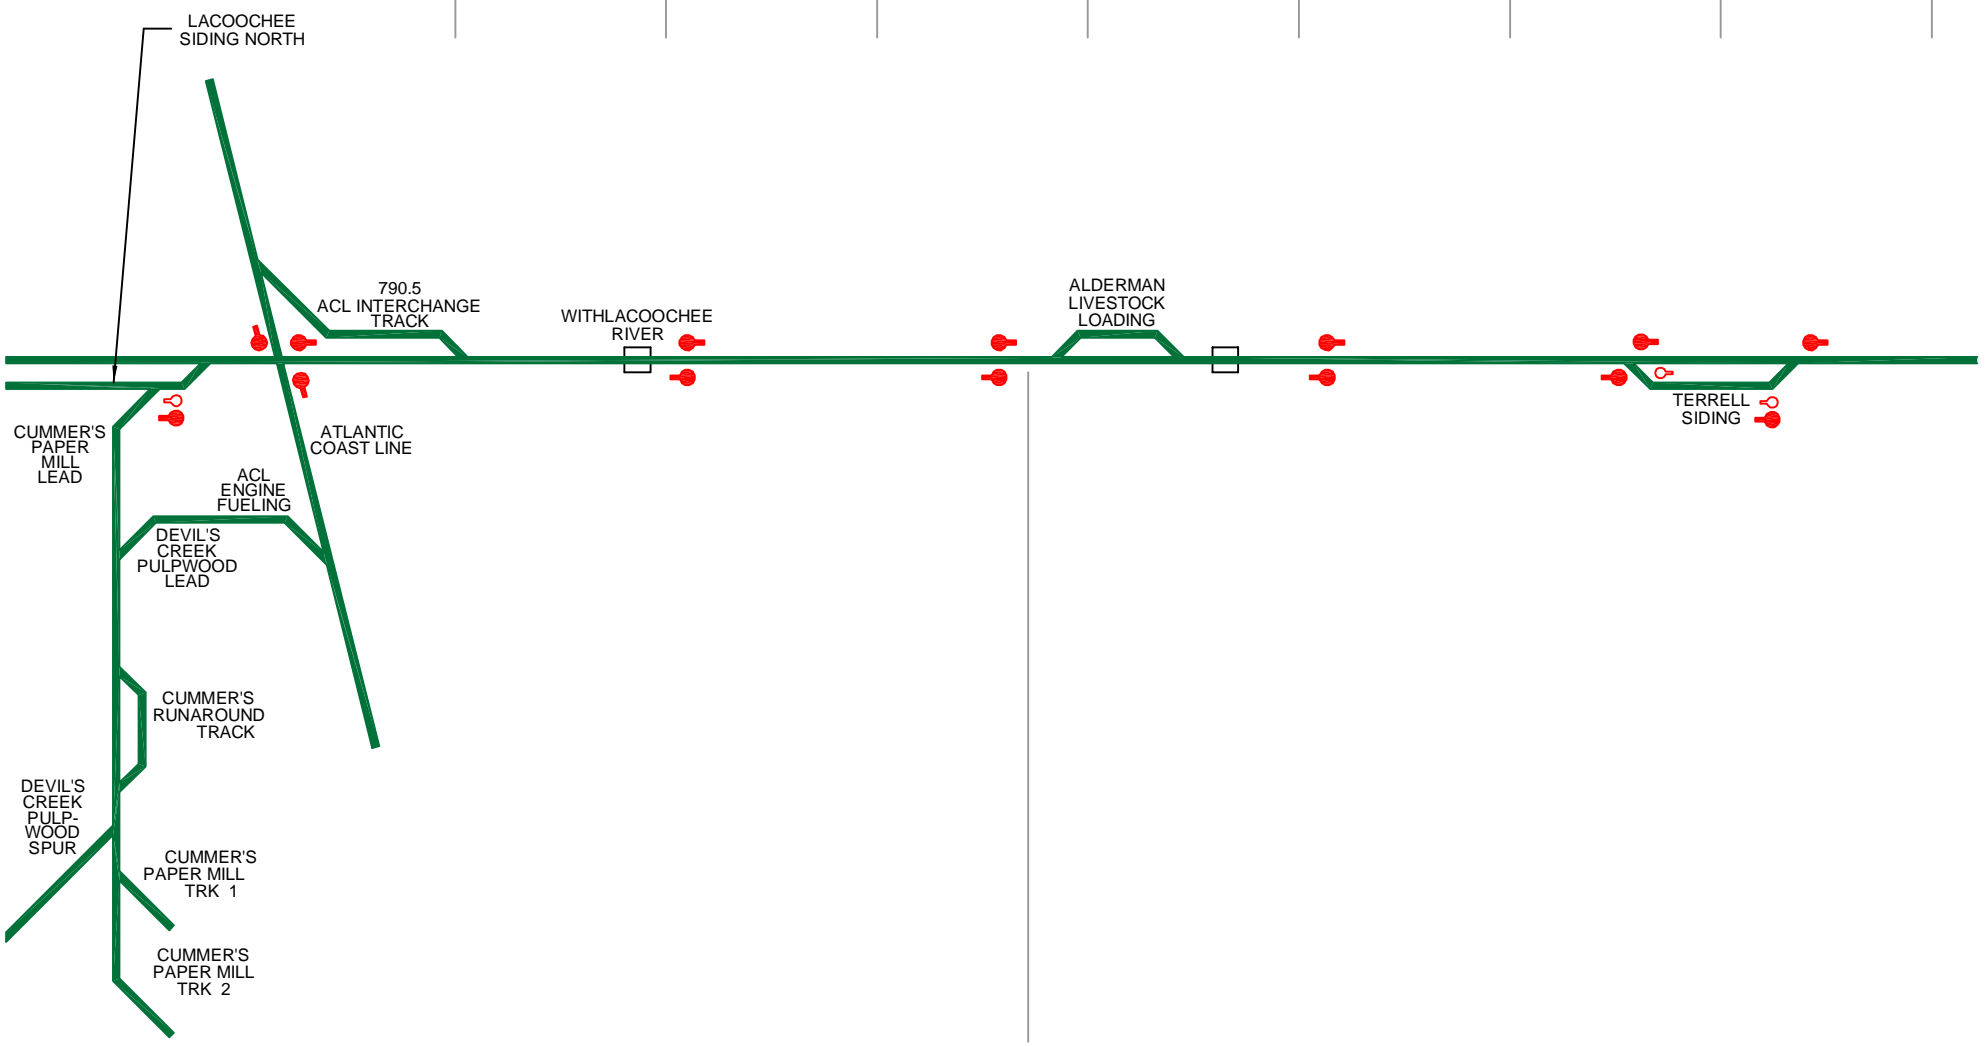 LACOOCHEE
SIDING NORTH
790.5
ACL INTERCHANGE
TRACK
WITHLACOOCHEE
RIVER
ALDERMAN
LIVESTOCK
LOADING
TERRELL
SIDING
CUMMER'S
PAPER
MILL
LEAD
ATLANTIC
COAST LINE
ACL
ENGINE
FUELING
DEVIL'S
CREEK
PULPWOOD
LEAD
CUMMER'S
RUNAROUND
TRACK
DEVIL'S
CREEK
PULP-
WOOD
SPUR
CUMMER'S
PAPER MILL
TRK 1
CUMMER'S
PAPER MILL
TRK 2